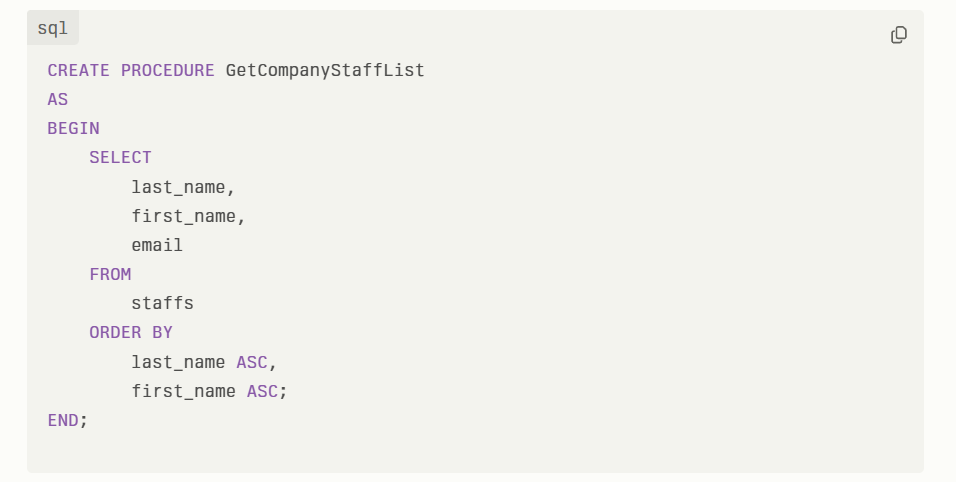 sql
CREATE PROCEDURE GetCompanyStaffList
AS
BEGIN
    SELECT
        last_name,
        first_name,
        email
    FROM
        staffs
    ORDER BY
        last_name ASC,
        first_name ASC;
END;